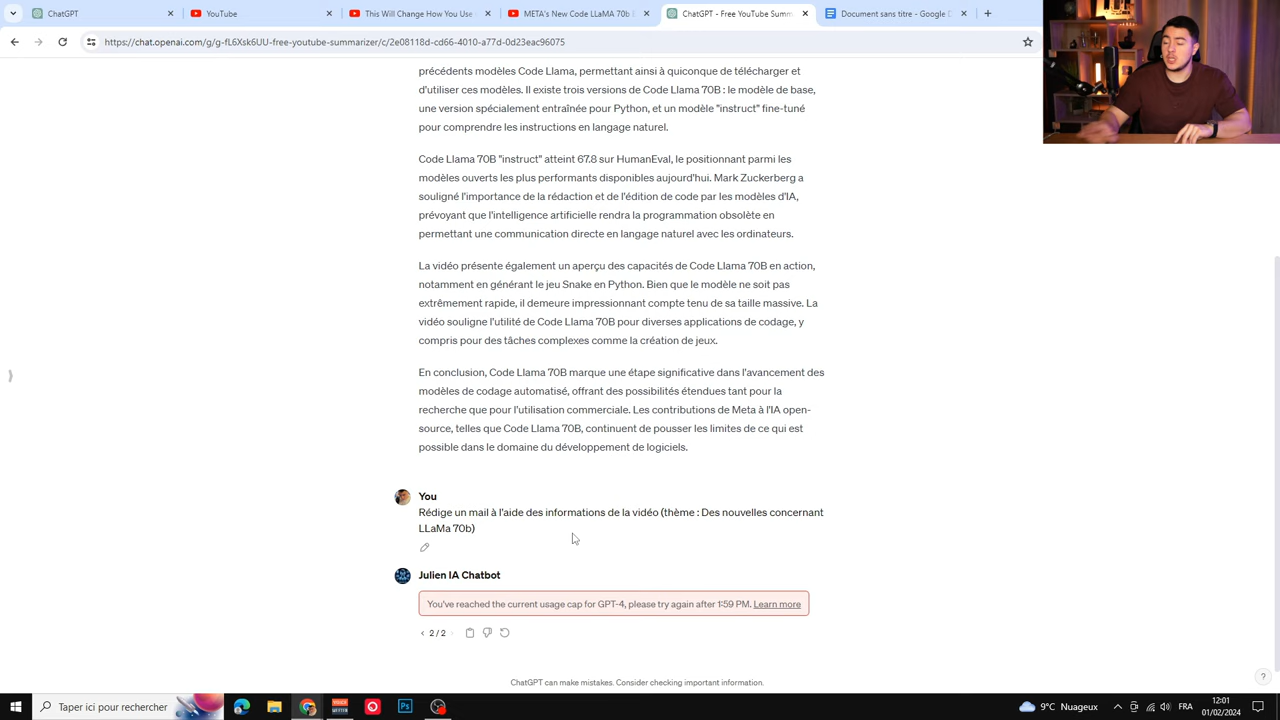 ChatGPT
YouTube
This Will Change How You Use
META's New Code LLaMA 70b
ChatGPT - Free YouTube Summ
Document sans titre - Google D
https://chat.openai.com/g/g-fL6Xsk6UU-free-youtube-summarizer/c/2e08118d-cd66-4010-a77d-0d23eac96075
précédents modèles Code Llama, permettant ainsi à quiconque de télécharger et
d'utiliser ces modèles. Il existe trois versions de Code Llama 70B : le modèle de base,
une version spécialement entraînée pour Python, et un modèle "instruct" fine-tuné
pour comprendre les instructions en langage naturel.
Code Llama 70B "instruct" atteint 67.8 sur HumanEval, le positionnant parmi les
modèles ouverts les plus performants disponibles aujourd'hui. Mark Zuckerberg a
souligné l'importance de la rédaction et de l'édition de code par les modèles d'IA,
prévoyant que l'intelligence artificielle rendra la programmation obsolète en
permettant une communication directe en langage naturel avec les ordinateurs.
La vidéo présente également un aperçu des capacités de Code Llama 70B en action,
notamment en générant le jeu Snake en Python. Bien que le modèle ne soit pas
extrêmement rapide, il demeure impressionnant compte tenu de sa taille massive. La
vidéo souligne l'utilité de Code Llama 70B pour diverses applications de codage, y
compris pour des tâches complexes comme la création de jeux.
En conclusion, Code Llama 70B marque une étape significative dans l'avancement des
modèles de codage automatisé, offrant des possibilités étendues tant pour la
recherche que pour l'utilisation commerciale. Les contributions de Meta à l'IA open-
source, telles que Code Llama 70B, continuent de pousser les limites de ce qui est
possible dans le domaine du développement de logiciels.
You
Rédige un mail à l'aide des informations de la vidéo (thème : Des nouvelles concernant
LLaMa 70b)
Julien IA Chatbot
You've reached the current usage cap for GPT-4, please try again after 1:59 PM. Learn more
2 / 2
ChatGPT can make mistakes. Consider checking important information.
?
Taper ici pour rechercher
9°C Nuageux
FRA
12:01
01/02/2024